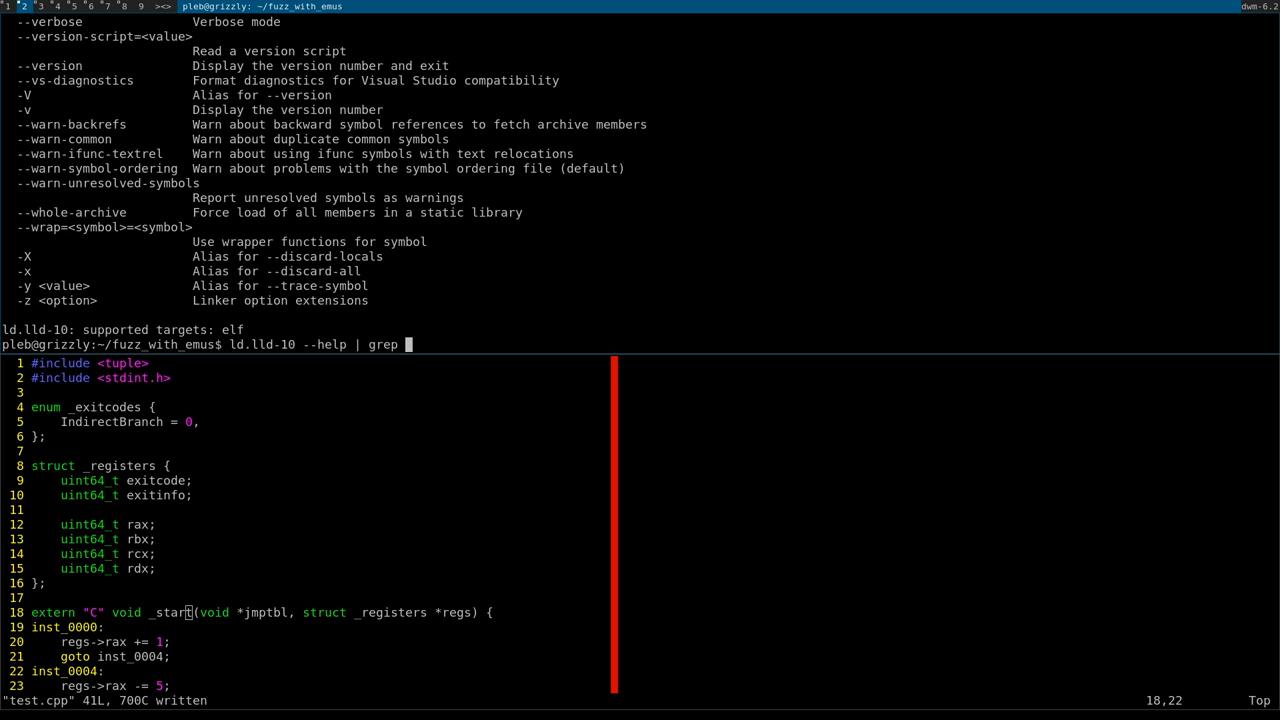 1 2 3 4 5 6 7 8 9 ><> pleb@grizzly: ~/fuzz_with_emus dwm-6.2
--verbose Verbose mode
--version-script=<value>
Read a version script
--version Display the version number and exit
--vs-diagnostics Format diagnostics for Visual Studio compatibility
-V Alias for --version
-v Display the version number
--warn-backrefs Warn about backward symbol references to fetch archive members
--warn-common Warn about duplicate common symbols
--warn-ifunc-textrel Warn about using ifunc symbols with text relocations
--warn-symbol-ordering Warn about problems with the symbol ordering file (default)
--warn-unresolved-symbols
Report unresolved symbols as warnings
--whole-archive Force load of all members in a static library
--wrap=<symbol>=<symbol>
Use wrapper functions for symbol
-X Alias for --discard-locals
-x Alias for --discard-all
-y <value> Alias for --trace-symbol
-z <option> Linker option extensions
ld.lld-10: supported targets: elf
pleb@grizzly:~/fuzz_with_emus$ ld.lld-10 --help | grep
1 #include <tuple>
2 #include <stdint.h>
3
4 enum _exitcodes {
5 IndirectBranch = 0,
6 };
7
8 struct _registers {
9 uint64_t exitcode;
10 uint64_t exitinfo;
11
12 uint64_t rax;
13 uint64_t rbx;
14 uint64_t rcx;
15 uint64_t rdx;
16 };
17
18 extern "C" void _start(void *jmptbl, struct _registers *regs) {
19 inst_0000:
20 regs->rax += 1;
21 goto inst_0004;
22 inst_0004:
23 regs->rax -= 5;
"test.cpp" 41L, 700C written 18,22 Top